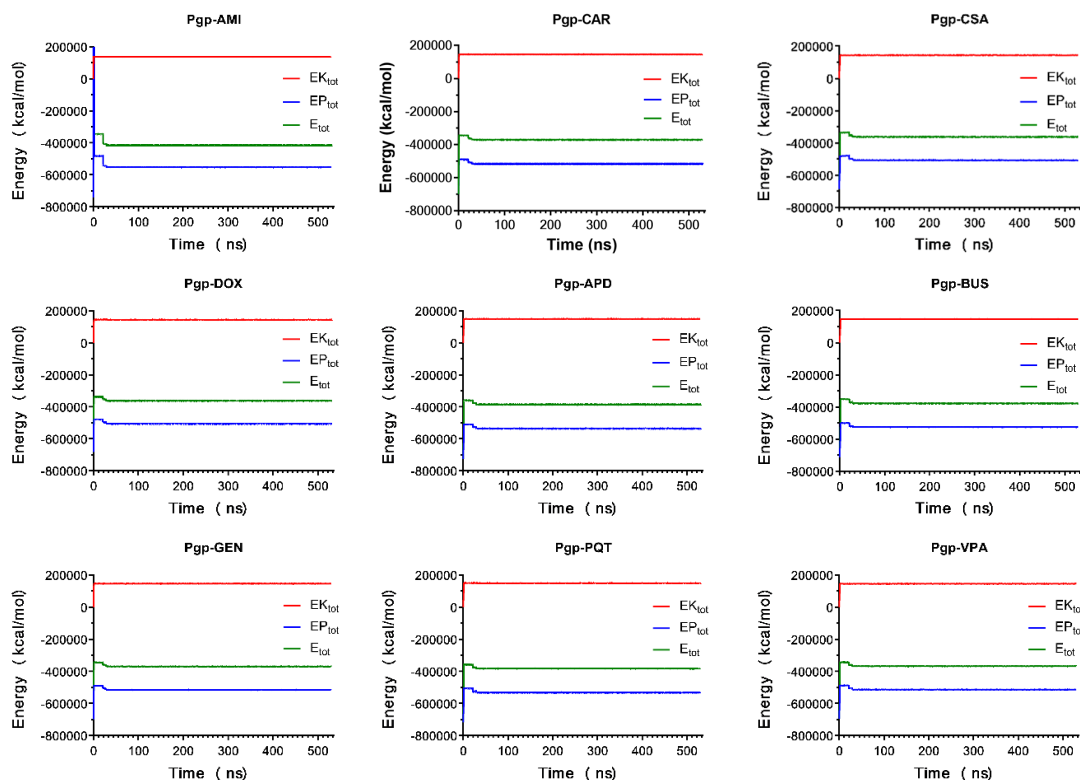 Pgp-AMI
200000
0
-200000
-400000
-600000
-800000
Energy ( kcal/mol)
EKtot
EPtot
Etot
0 100 200 300 400 500
Time ( ns)
Pgp-CAR
200000
0
-200000
-400000
-600000
-800000
Energy (kcal/mol)
EKtot
EPtot
Etot
0 100 200 300 400 500
Time (ns)
Pgp-CSA
200000
0
-200000
-400000
-600000
-800000
Energy ( kcal/mol)
EKtot
EPtot
Etot
0 100 200 300 400 500
Time ( ns)
Pgp-DOX
200000
0
-200000
-400000
-600000
-800000
Energy ( kcal/mol)
EKtot
EPtot
Etot
0 100 200 300 400 500
Time ( ns)
Pgp-APD
200000
0
-200000
-400000
-600000
-800000
Energy ( kcal/mol)
EKtot
EPtot
Etot
0 100 200 300 400 500
Time ( ns)
Pgp-BUS
200000
0
-200000
-400000
-600000
-800000
Energy ( kcal/mol)
EKtot
EPtot
Etot
0 100 200 300 400 500
Time ( ns)
Pgp-GEN
200000
0
-200000
-400000
-600000
-800000
Energy ( kcal/mol)
EKtot
EPtot
Etot
0 100 200 300 400 500
Time ( ns)
Pgp-PQT
200000
0
-200000
-400000
-600000
-800000
Energy ( kcal/mol)
EKtot
EPtot
Etot
0 100 200 300 400 500
Time ( ns)
Pgp-VPA
200000
0
-200000
-400000
-600000
-800000
Energy ( kcal/mol)
EKtot
EPtot
Etot
0 100 200 300 400 500
Time ( ns)